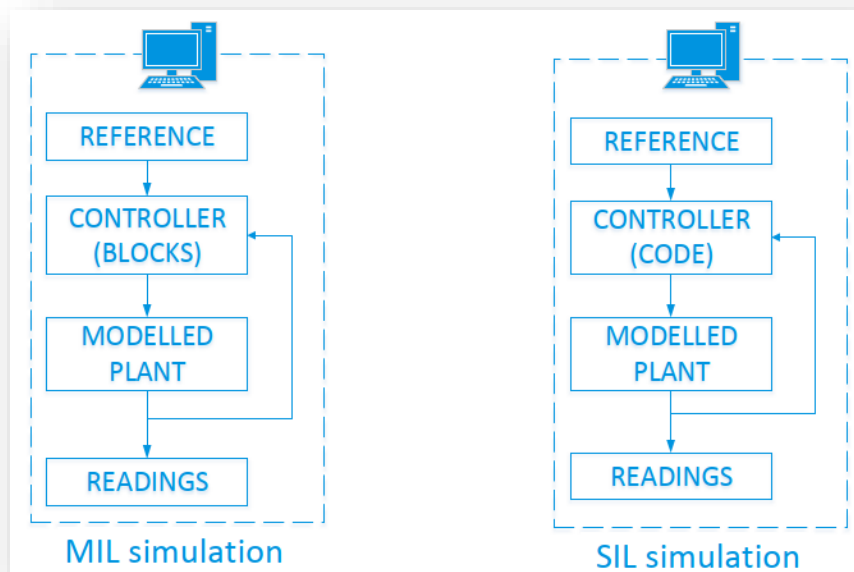 REFERENCE
CONTROLLER
(BLOCKS)
MODELLED
PLANT
READINGS
MIL simulation
REFERENCE
CONTROLLER
(CODE)
MODELLED
PLANT
READINGS
SIL simulation